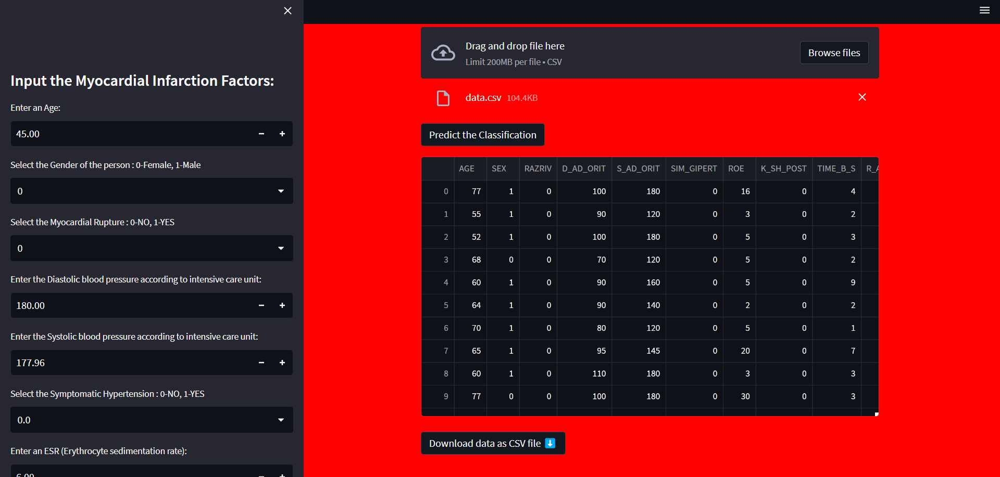 Input the Myocardial Infarction Factors:
Enter an Age:
45.00
Select the Gender of the person : 0-Female, 1-Male
0
Select the Myocardial Rupture : 0-NO, 1-YES
0
Enter the Diastolic blood pressure according to intensive care unit:
180.00
Enter the Systolic blood pressure according to intensive care unit:
177.96
Select the Symptomatic Hypertension : 0-NO, 1-YES
0.0
Enter an ESR (Erythrocyte sedimentation rate):
6.00
Drag and drop file here
Limit 200MB per file • CSV
Browse files
data.csv 104.4KB
Predict the Classification
AGE SEX RAZRIV D_AD_ORIT S_AD_ORIT SIM_GIPERT ROE K_SH_POST TIME_B_S R_A
0 77 1 0 100 180 0 16 0 4
1 55 1 0 90 120 0 3 0 2
2 52 1 0 100 180 0 5 0 3
3 68 0 0 70 120 0 5 0 2
4 60 1 0 90 160 0 5 0 9
5 64 1 0 90 140 0 2 0 2
6 70 1 0 80 120 0 5 0 1
7 65 1 0 95 145 0 20 0 7
8 60 1 0 110 180 0 3 0 3
9 77 0 0 100 180 0 30 0 3
Download data as CSV file